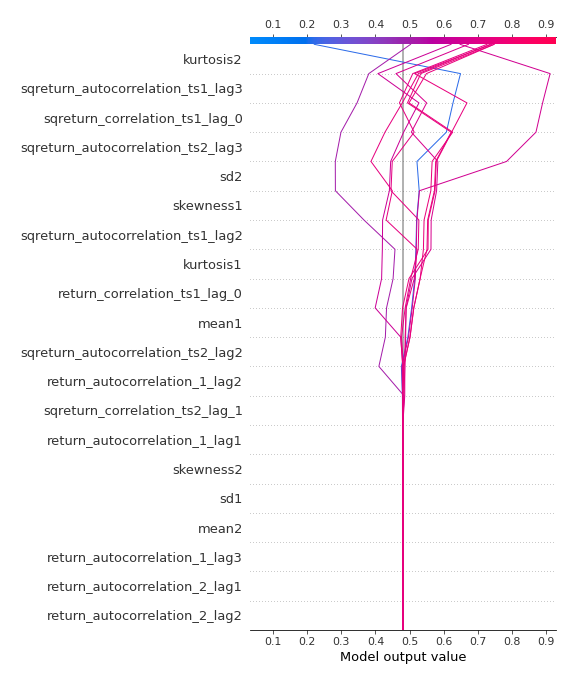 0.1 0.2 0.3 0.4 0.5 0.6 0.7 0.8 0.9
kurtosis2
sqreturn_autocorrelation_ts1_lag3
sqreturn_correlation_ts1_lag_0
sqreturn_autocorrelation_ts2_lag3
sd2
skewness1
sqreturn_autocorrelation_ts1_lag2
kurtosis1
return_correlation_ts1_lag_0
mean1
sqreturn_autocorrelation_ts2_lag2
return_autocorrelation_1_lag2
sqreturn_correlation_ts2_lag_1
return_autocorrelation_1_lag1
skewness2
sd1
mean2
return_autocorrelation_1_lag3
return_autocorrelation_2_lag1
return_autocorrelation_2_lag2
0.1 0.2 0.3 0.4 0.5 0.6 0.7 0.8 0.9
Model output value